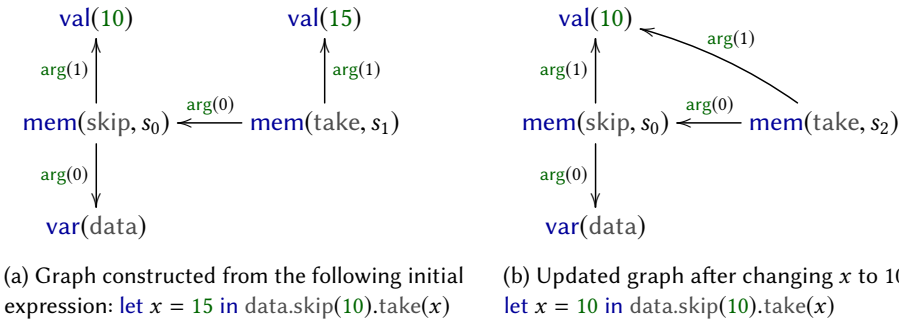 val(10) val(15) val(10)
arg(1) arg(1) arg(1) arg(1)
mem(skip, s₀) arg(0) mem(take, s₁) mem(skip, s₀) arg(0) mem(take, s₂)
arg(0) arg(0)
var(data) var(data)
(a) Graph constructed from the following initial
expression: let x = 15 in data.skip(10).take(x)
(b) Updated graph after changing x to 10
let x = 10 in data.skip(10).take(x)